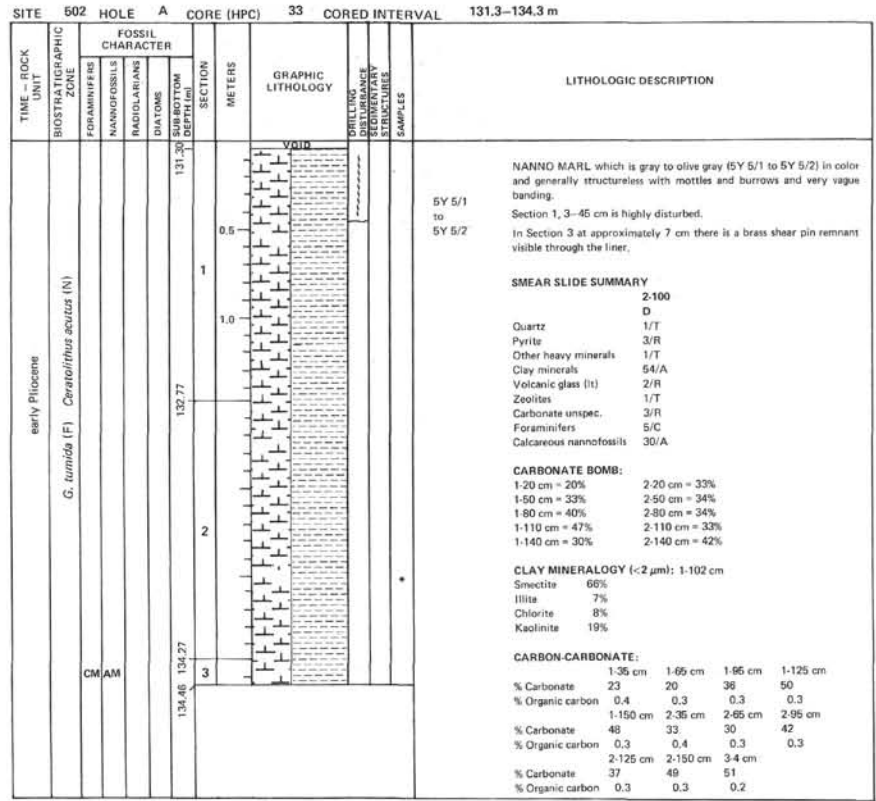 SITE 502 HOLE A CORE (HPC) 33 CORED INTERVAL 131.3–134.3 m
TIME – ROCK UNIT
BIOSTRATIGRAPHIC ZONE
FOSSIL CHARACTER
FORAMINIFERS
NANNOFOSSILS
RADIOLARIANS
DIATOMS
SUB-BOTTOM DEPTH (m)
SECTION
METERS
GRAPHIC LITHOLOGY
DRILLING DISTURBANCE
SEDIMENTARY STRUCTURES
SAMPLES
LITHOLOGIC DESCRIPTION
early Pliocene
G. tumida (F) Ceratolithus acutus (N)
CM AM
131.30
132.77
134.27
134.46
1
2
3
0.5
1.0
VOID
*
5Y 5/1
to
5Y 5/2
NANNO MARL which is gray to olive gray (5Y 5/1 to 5Y 5/2) in color
and generally structureless with mottles and burrows and very vague
banding.
Section 1, 3–45 cm is highly disturbed.
In Section 3 at approximately 7 cm there is a brass shear pin remnant
visible through the liner.
SMEAR SLIDE SUMMARY
2-100
D
Quartz 1/T
Pyrite 3/R
Other heavy minerals 1/T
Clay minerals 54/A
Volcanic glass (lt) 2/R
Zeolites 1/T
Carbonate unspec. 3/R
Foraminifers 5/C
Calcareous nannofossils 30/A
CARBONATE BOMB:
1-20 cm = 20% 2-20 cm = 33%
1-50 cm = 33% 2-50 cm = 34%
1-80 cm = 40% 2-80 cm = 34%
1-110 cm = 47% 2-110 cm = 33%
1-140 cm = 30% 2-140 cm = 42%
CLAY MINERALOGY (<2 μm): 1-102 cm
Smectite 66%
Illite 7%
Chlorite 8%
Kaolinite 19%
CARBON-CARBONATE:
1-35 cm 1-65 cm 1-95 cm 1-125 cm
% Carbonate 23 20 36 50
% Organic carbon 0.4 0.3 0.3 0.3
1-150 cm 2-35 cm 2-65 cm 2-95 cm
% Carbonate 48 33 30 42
% Organic carbon 0.3 0.4 0.3 0.3
2-125 cm 2-150 cm 3-4 cm
% Carbonate 37 49 51
% Organic carbon 0.3 0.3 0.2